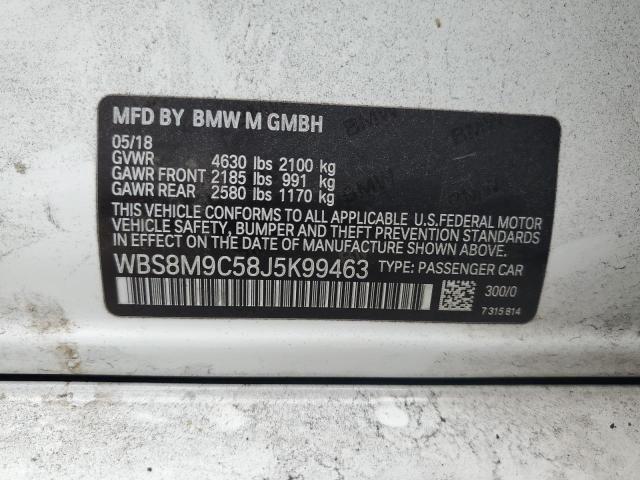 MFD BY BMW M GMBH
05/18
GVWR 4630 lbs 2100 kg
GAWR FRONT 2185 lbs 991 kg
GAWR REAR 2580 lbs 1170 kg
THIS VEHICLE CONFORMS TO ALL APPLICABLE U.S. FEDERAL MOTOR
VEHICLE SAFETY, BUMPER AND THEFT PREVENTION STANDARDS
IN EFFECT ON THE DATE OF MANUFACTURE SHOWN ABOVE.
WBS8M9C58J5K99463 TYPE: PASSENGER CAR
300/0
7 315 814